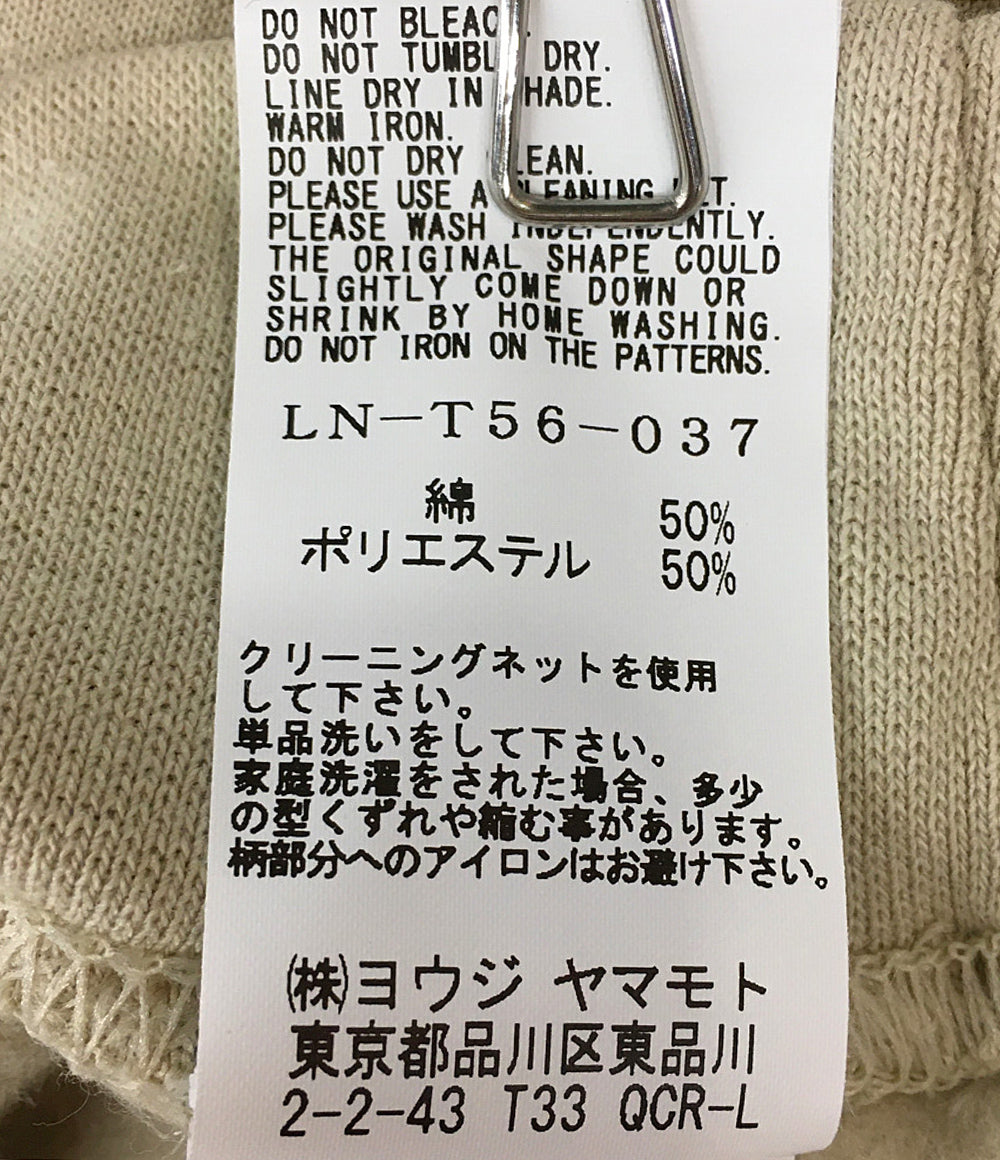 DO NOT BLEAC
DO NOT TUMBL DRY.
LINE DRY IN HADE.
WARM IRON.
DO NOT DRY LEAN.
PLEASE USE A CLEANING NET.
PLEASE WASH INDEPENDENTLY.
THE ORIGINAL SHAPE COULD
SLIGHTLY COME DOWN OR
SHRINK BY HOME WASHING.
DO NOT IRON ON THE PATTERNS.
LN-T56-037
綿 50%
ポリエステル 50%
クリーニングネットを使用
して下さい。
単品洗いをして下さい。
家庭洗濯をされた場合、多少
の型くずれや縮む事があります。
柄部分へのアイロンはお避け下さい。
㈱ヨウジ ヤマモト
東京都品川区東品川
2-2-43 T33 QCR-L